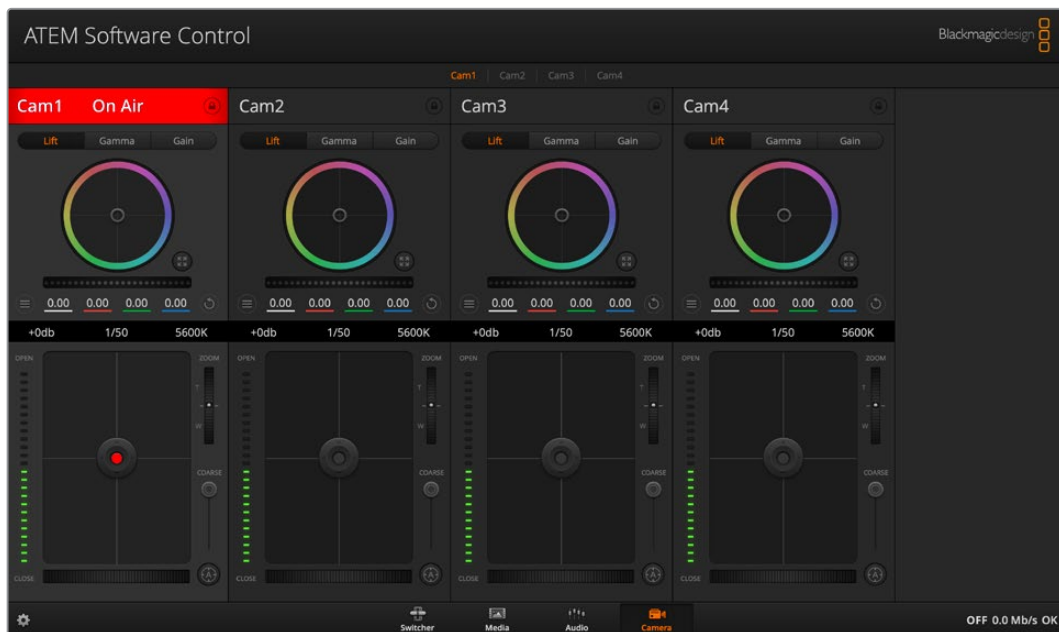 ATEM Software Control
Blackmagicdesign
Cam1 Cam2 Cam3 Cam4
Cam1 On Air Cam2 Cam3 Cam4
Lift Gamma Gain Lift Gamma Gain Lift Gamma Gain Lift Gamma Gain
0.00 0.00 0.00 0.00 0.00 0.00 0.00 0.00 0.00 0.00 0.00 0.00 0.00 0.00 0.00 0.00
+0db 1/50 5600K +0db 1/50 5600K +0db 1/50 5600K +0db 1/50 5600K
OPEN ZOOM OPEN ZOOM OPEN ZOOM OPEN ZOOM
T T T T
W W W W
COARSE COARSE COARSE COARSE
A A A A
CLOSE CLOSE CLOSE CLOSE
Switcher Media Audio Camera
OFF 0.0 Mb/s OK